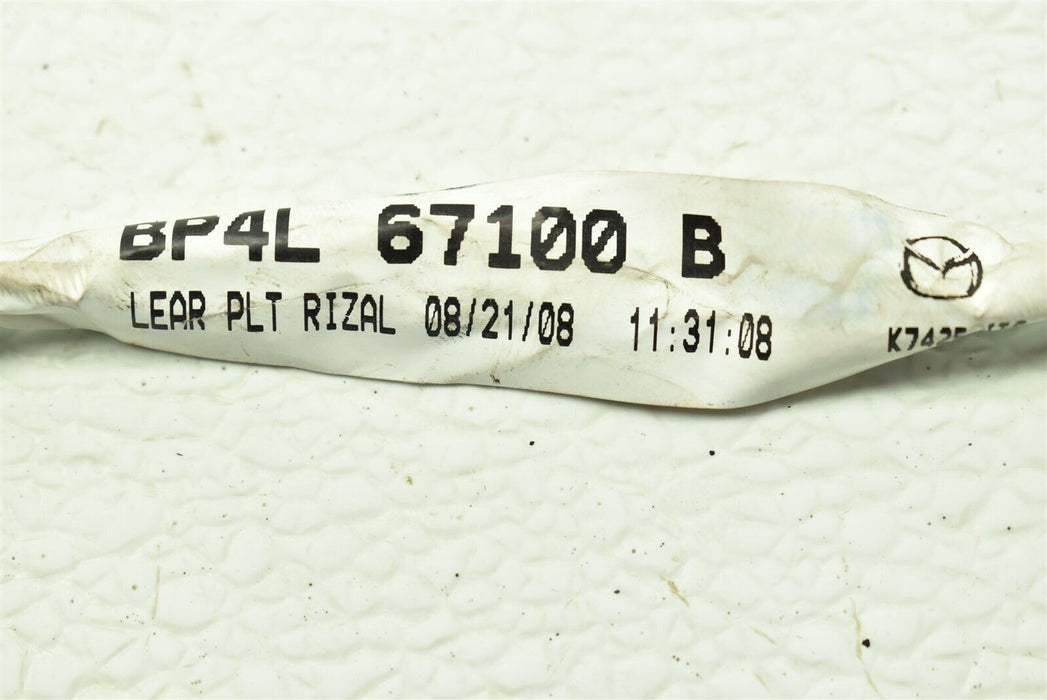 BP4L 67100 B
LEAR PLT RIZAL 08/21/08 11:31:08